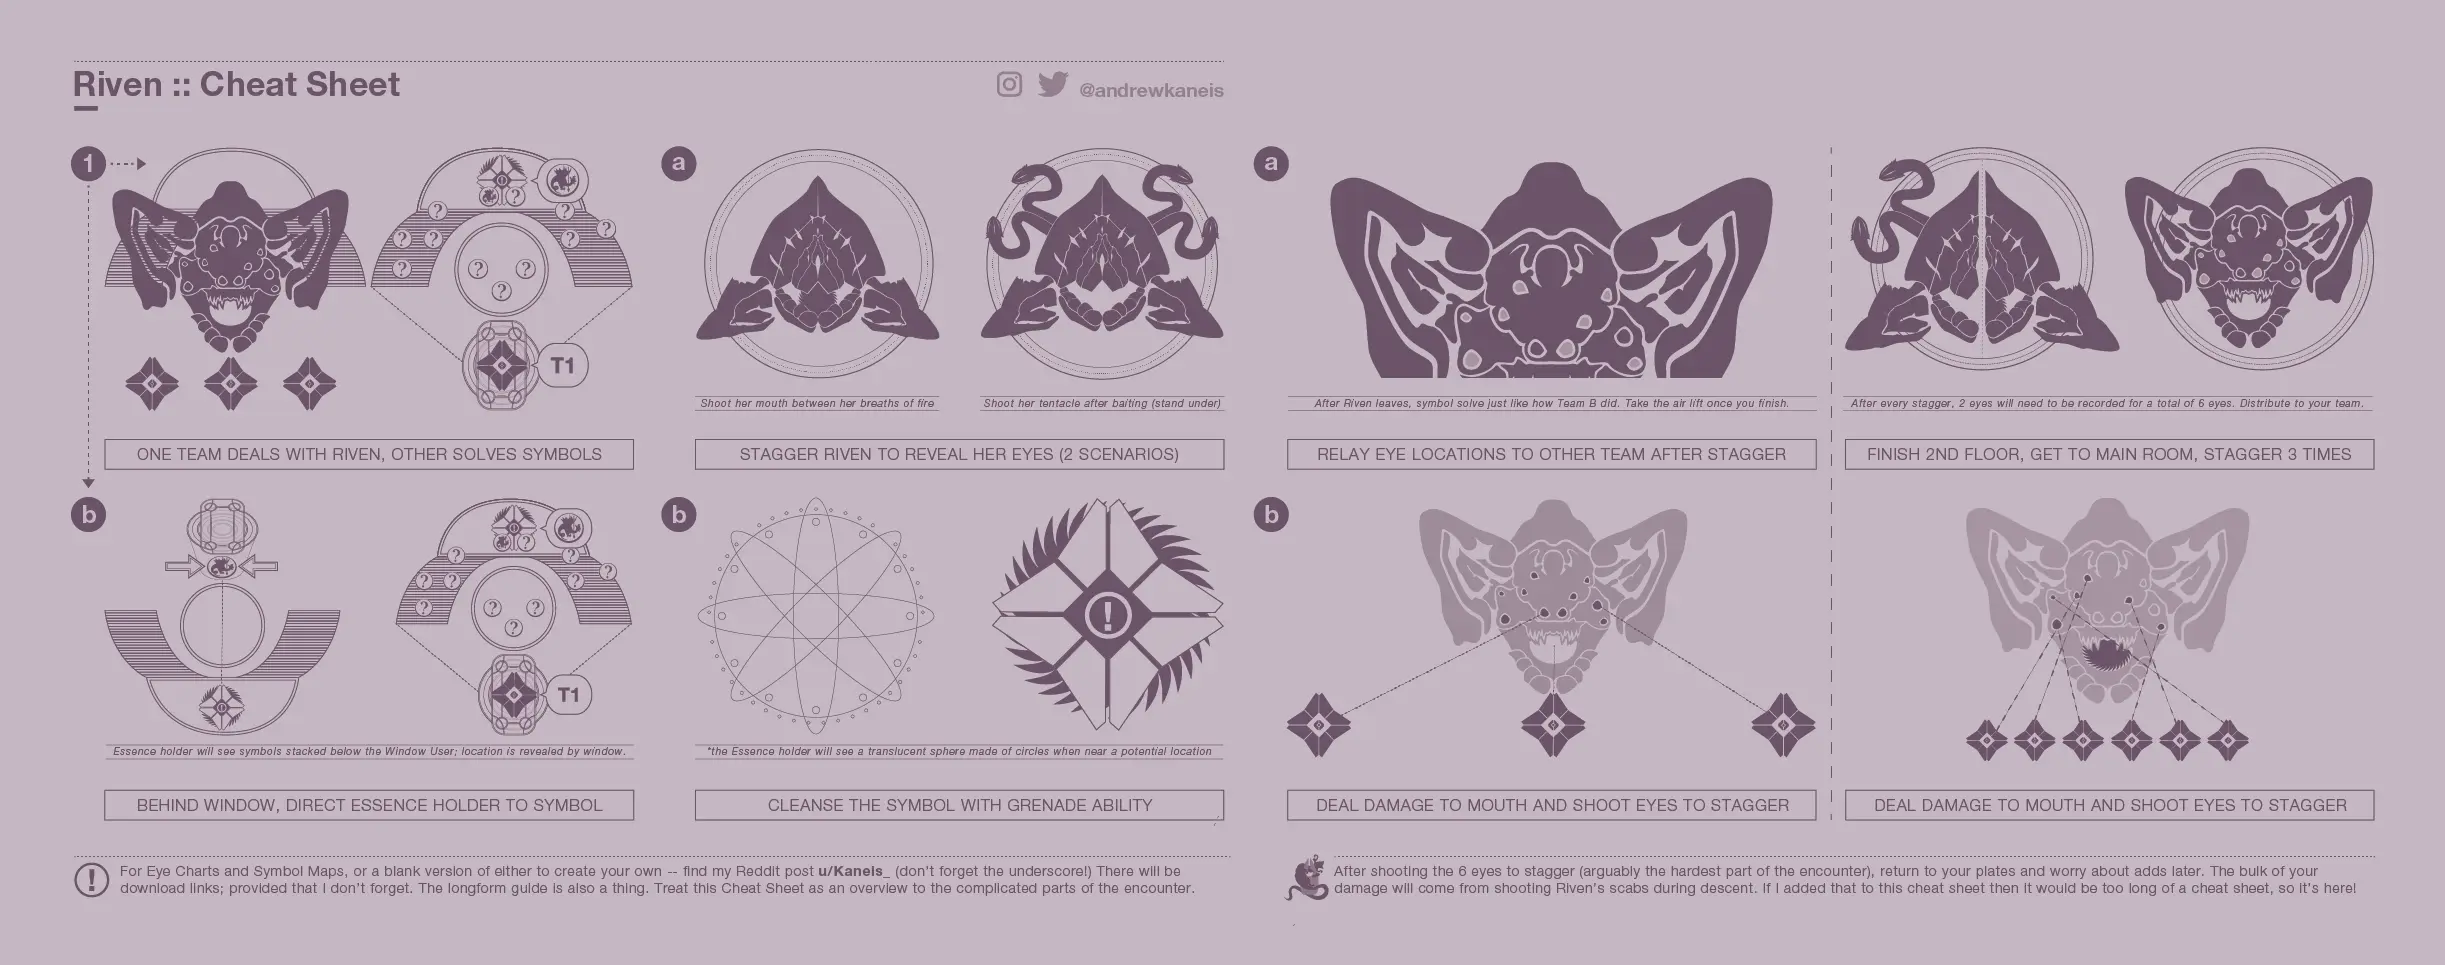 Riven :: Cheat Sheet
@andrewkaneis
1
?
?
?
?
?
?
?
?
?
?
?
T1
ONE TEAM DEALS WITH RIVEN, OTHER SOLVES SYMBOLS
a
Shoot her mouth between her breaths of fire
Shoot her tentacle after baiting (stand under)
STAGGER RIVEN TO REVEAL HER EYES (2 SCENARIOS)
a
After Riven leaves, symbol solve just like how Team B did. Take the air lift once you finish.
RELAY EYE LOCATIONS TO OTHER TEAM AFTER STAGGER
After every stagger, 2 eyes will need to be recorded for a total of 6 eyes. Distribute to your team.
FINISH 2ND FLOOR, GET TO MAIN ROOM, STAGGER 3 TIMES
b
?
?
?
?
?
?
?
?
?
?
?
T1
Essence holder will see symbols stacked below the Window User; location is revealed by window.
BEHIND WINDOW, DIRECT ESSENCE HOLDER TO SYMBOL
b
!
*the Essence holder will see a translucent sphere made of circles when near a potential location
CLEANSE THE SYMBOL WITH GRENADE ABILITY
b
DEAL DAMAGE TO MOUTH AND SHOOT EYES TO STAGGER
DEAL DAMAGE TO MOUTH AND SHOOT EYES TO STAGGER
!
For Eye Charts and Symbol Maps, or a blank version of either to create your own -- find my Reddit post u/Kaneis_ (don't forget the underscore!) There will be
download links; provided that I don't forget. The longform guide is also a thing. Treat this Cheat Sheet as an overview to the complicated parts of the encounter.
After shooting the 6 eyes to stagger (arguably the hardest part of the encounter), return to your plates and worry about adds later. The bulk of your
damage will come from shooting Riven's scabs during descent. If I added that to this cheat sheet then it would be too long of a cheat sheet, so it's here!